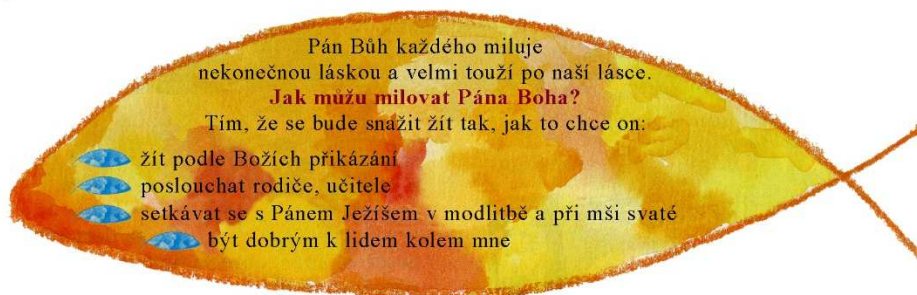 Pán Bůh každého miluje
nekonečnou láskou a velmi touží po naší lásce.
Jak můžu milovat Pána Boha?
Tím, že se bude snažit žít tak, jak to chce on:
žít podle Božích přikázání
poslouchat rodiče, učitele
setkávat se s Pánem Ježíšem v modlitbě a při mši svaté
být dobrým k lidem kolem mne